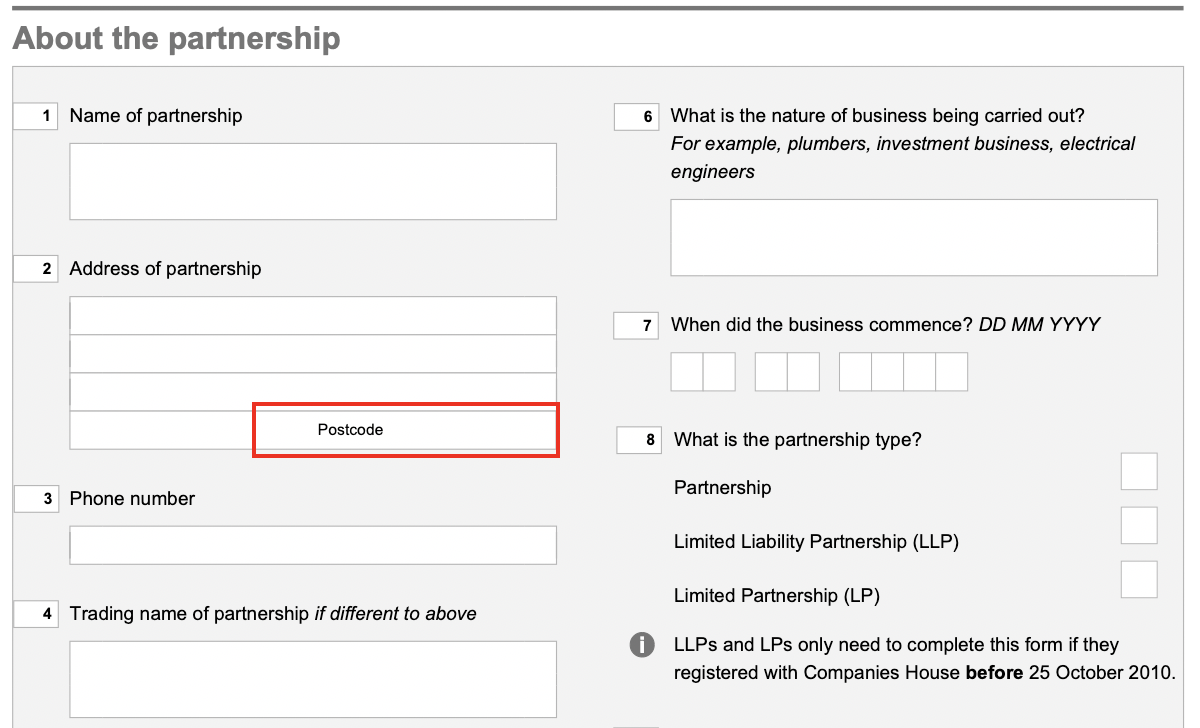 About the partnership
1 Name of partnership
2 Address of partnership
Postcode
3 Phone number
4 Trading name of partnership if different to above
6 What is the nature of business being carried out?
For example, plumbers, investment business, electrical
engineers
7 When did the business commence? DD MM YYYY
8 What is the partnership type?
Partnership
Limited Liability Partnership (LLP)
Limited Partnership (LP)
i LLPs and LPs only need to complete this form if they
registered with Companies House before 25 October 2010.